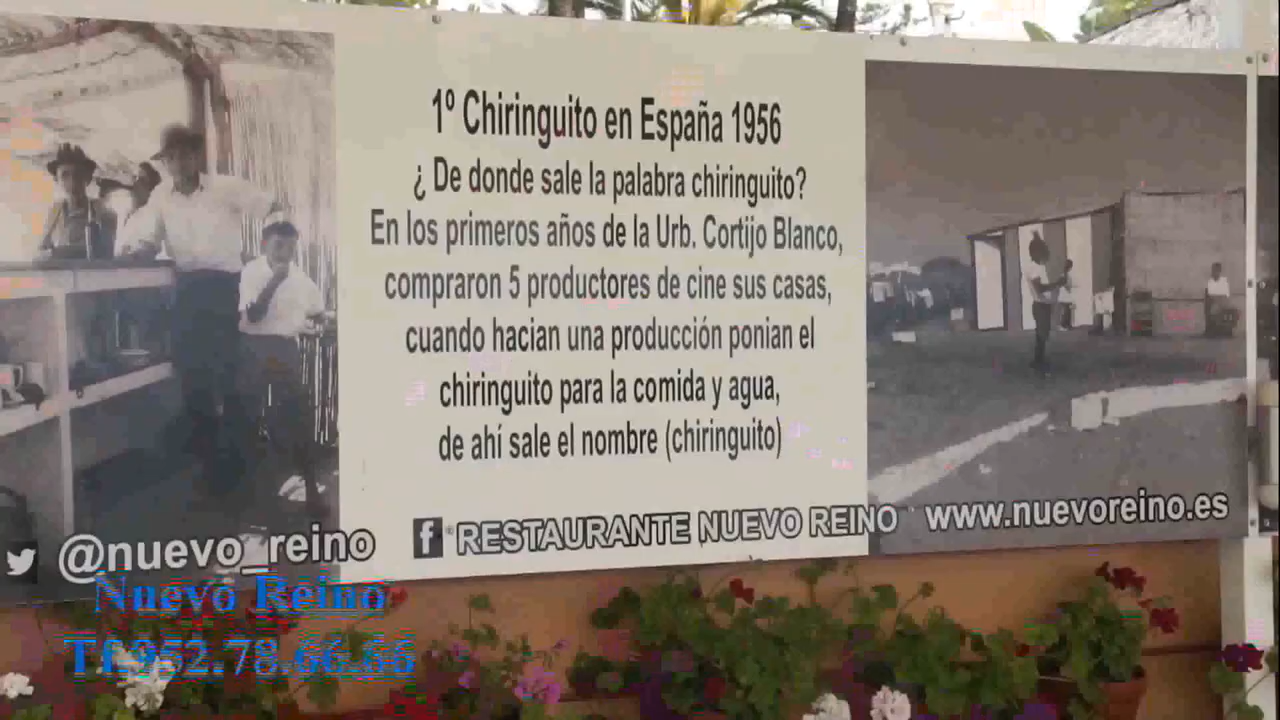 1º Chiringuito en España 1956
¿ De donde sale la palabra chiringuito?
En los primeros años de la Urb. Cortijo Blanco,
compraron 5 productores de cine sus casas,
cuando hacian una producción ponian el
chiringuito para la comida y agua,
de ahí sale el nombre (chiringuito)
@nuevo_reino
RESTAURANTE NUEVO REINO
www.nuevoreino.es
Nuevo Reino
Tf.952.78.66.66